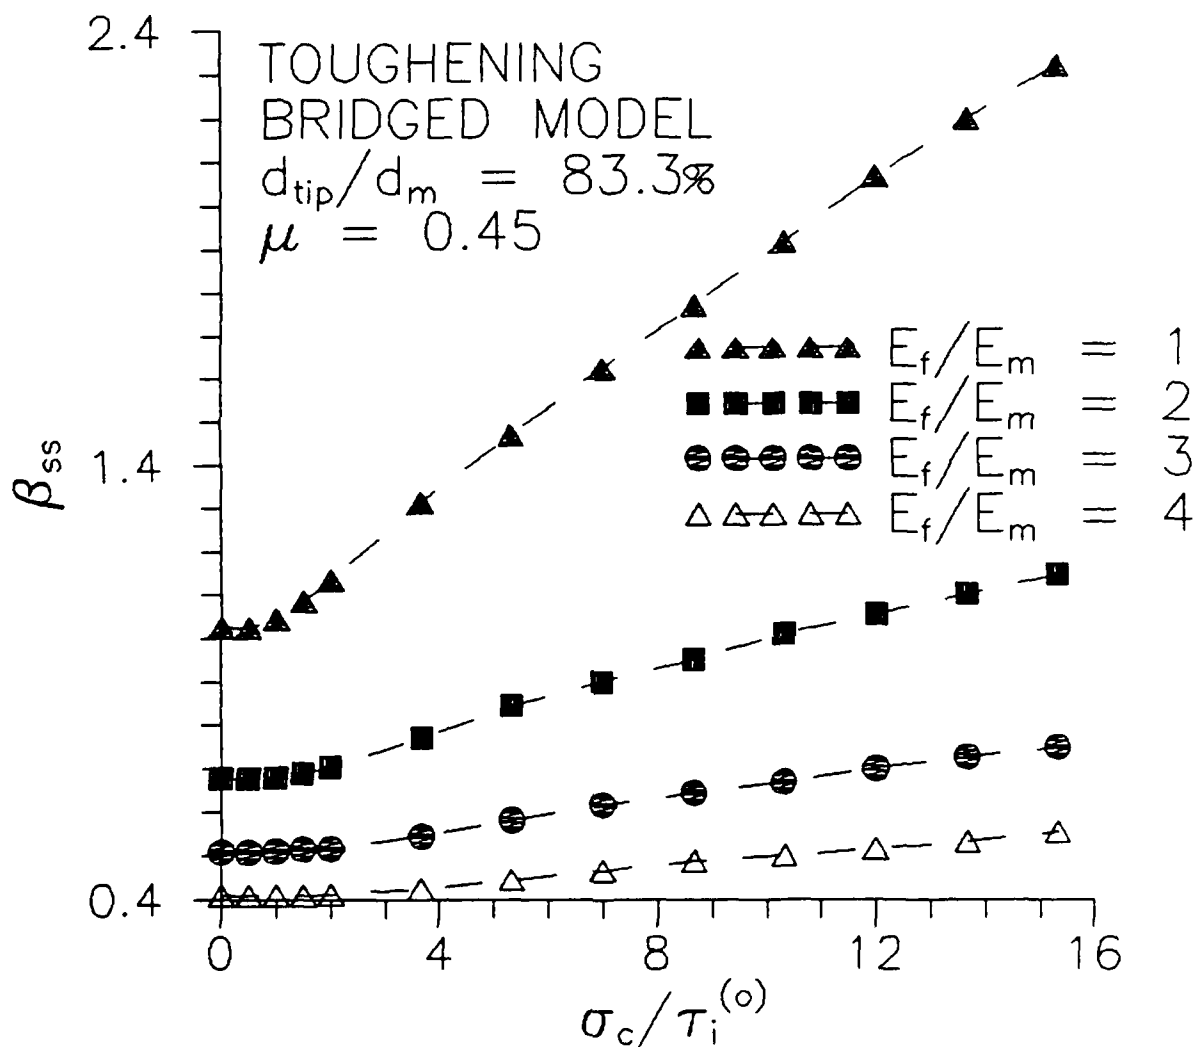 2.4
TOUGHENING
BRIDGED MODEL
d_tip/d_m = 83.3%
μ = 0.45
E_f/E_m = 1
E_f/E_m = 2
E_f/E_m = 3
E_f/E_m = 4
1.4
β_ss
0.4
0 4 8 12 16
σ_c/τ_i^(o)